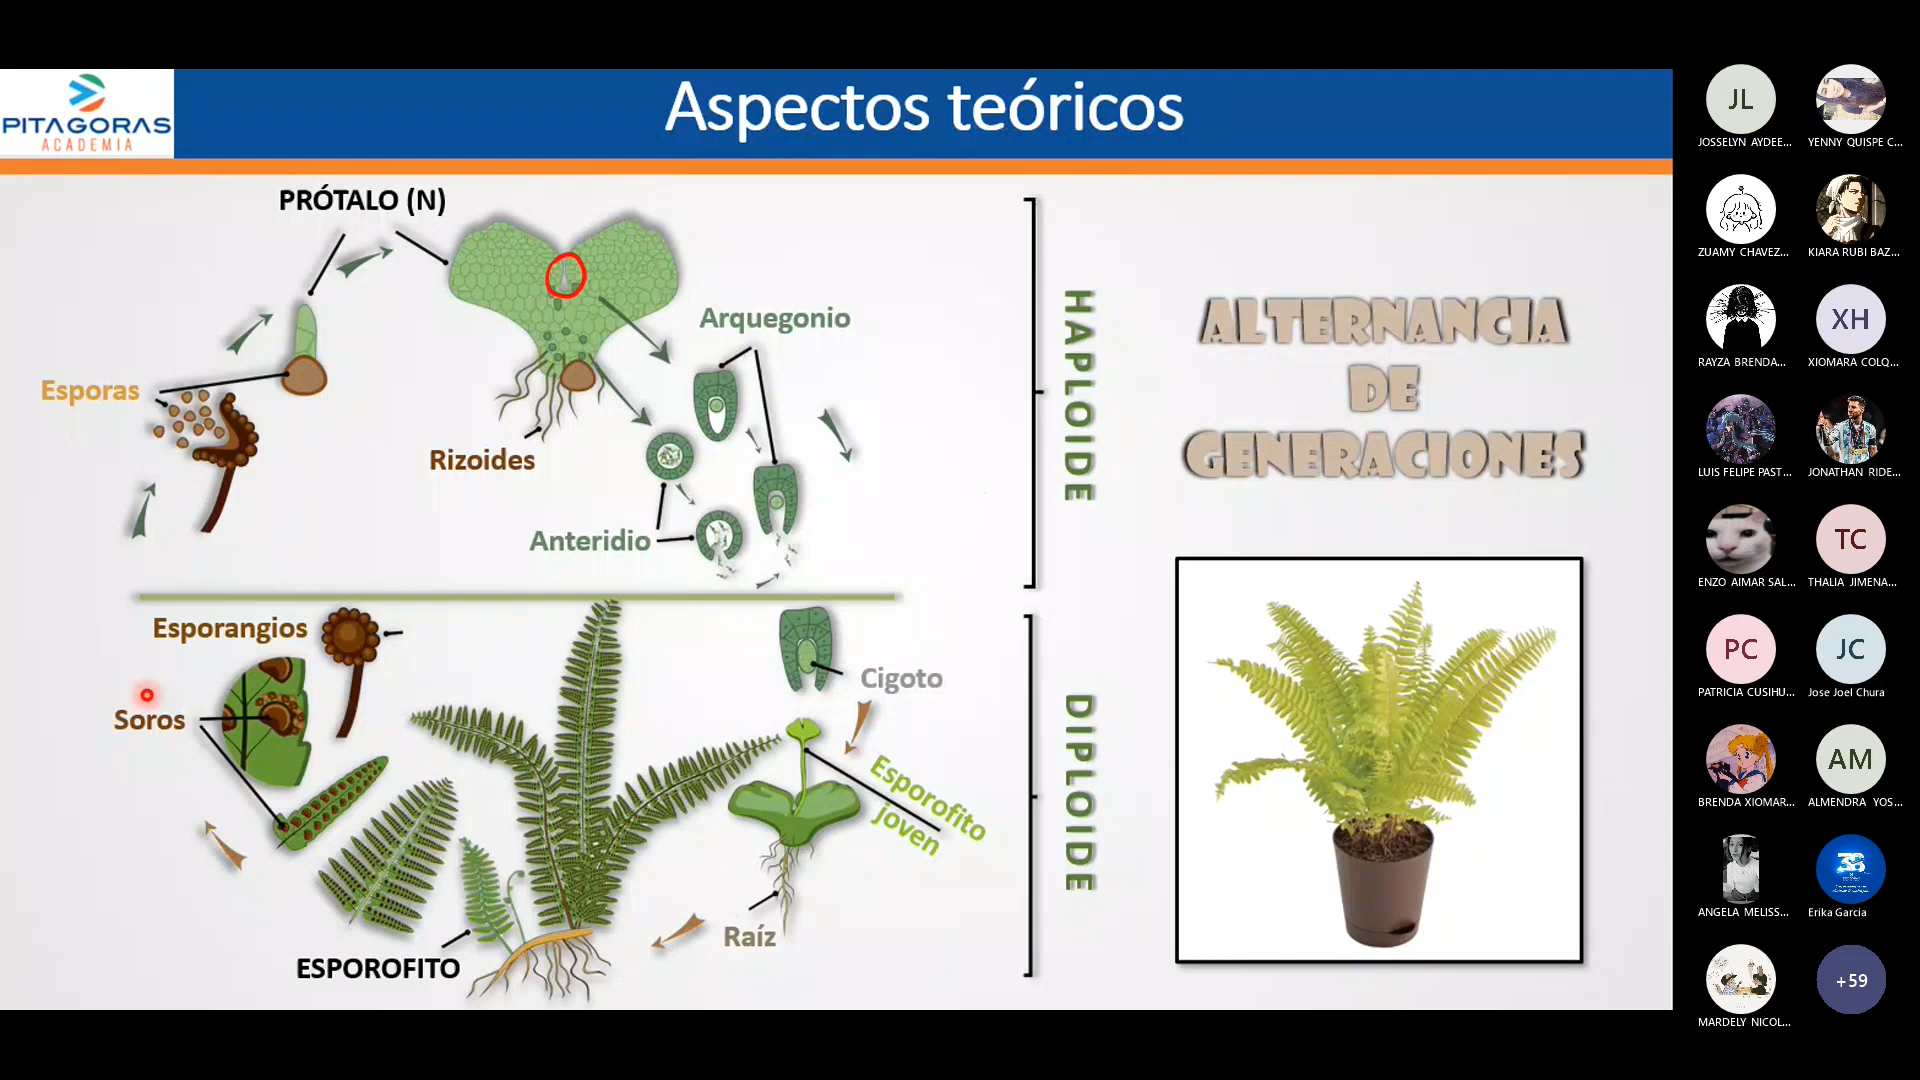 PITAGORAS
ACADEMIA
Aspectos teóricos
PRÓTALO (N)
Arquegonio
Esporas
Rizoides
Anteridio
HAPLOIDE
ALTERNANCIA
DE
GENERACIONES
Esporangios
Soros
Cigoto
Esporofito
joven
Raíz
ESPOROFITO
DIPLOIDE
JL
JOSSELYN AYDEE...
YENNY QUISPE C...
ZUAMY CHAVEZ...
KIARA RUBI BAZ...
RAYZA BRENDA...
XH
XIOMARA COLQ...
LUIS FELIPE PAST...
JONATHAN RIDE...
ENZO AIMAR SAL...
TC
THALIA JIMENA...
PC
PATRICIA CUSIHU...
JC
Jose Joel Chura
BRENDA XIOMAR...
AM
ALMENDRA YOS...
ANGELA MELISS...
Erika Garcia
MARDELY NICOL...
+59